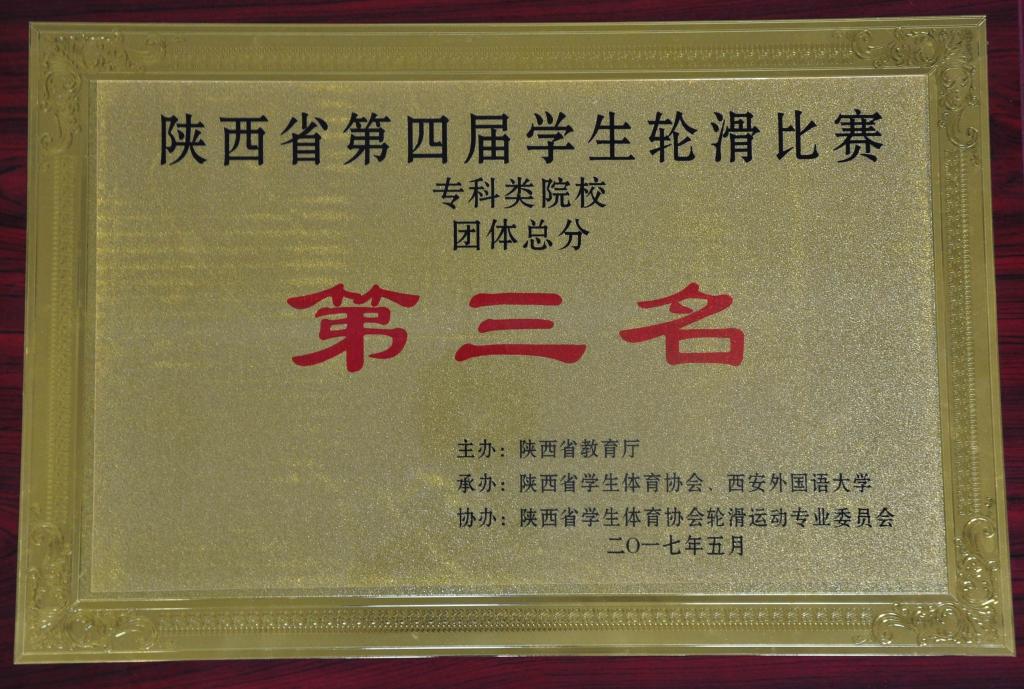 陕西省第四届学生轮滑比赛
专科类院校
团体总分
第三名
主办：陕西省教育厅
承办：陕西省学生体育协会、西安外国语大学
协办：陕西省学生体育协会轮滑运动专业委员会
二〇一七年五月